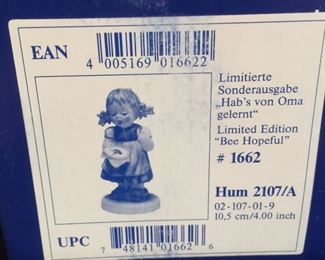 EAN
4 005169 016622
Limitierte
Sonderausgabe
„Hab's von Oma
gelernt"
Limited Edition
"Bee Hopeful"
# 1662
Hum 2107/A
02-107-01-9
10,5 cm/4.00 inch
UPC
7 48141 01662 6